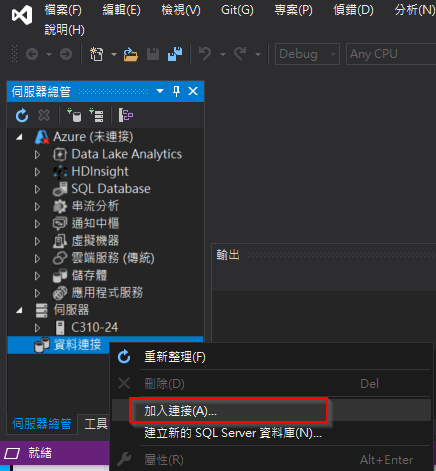 檔案(F) 編輯(E) 檢視(V) Git(G) 專案(P) 偵錯(D) 分析(N)
說明(H)
Debug Any CPU
伺服器總管
Azure (未連接)
Data Lake Analytics
HDInsight
SQL Database
串流分析
通知中樞
虛擬機器
雲端服務 (傳統)
儲存體
應用程式服務
伺服器
C310-24
資料連接
輸出
重新整理(F)
刪除(D) Del
加入連接(A)...
建立新的 SQL Server 資料庫(N)...
屬性(R) Alt+Enter
伺服器總管 工具
就緒